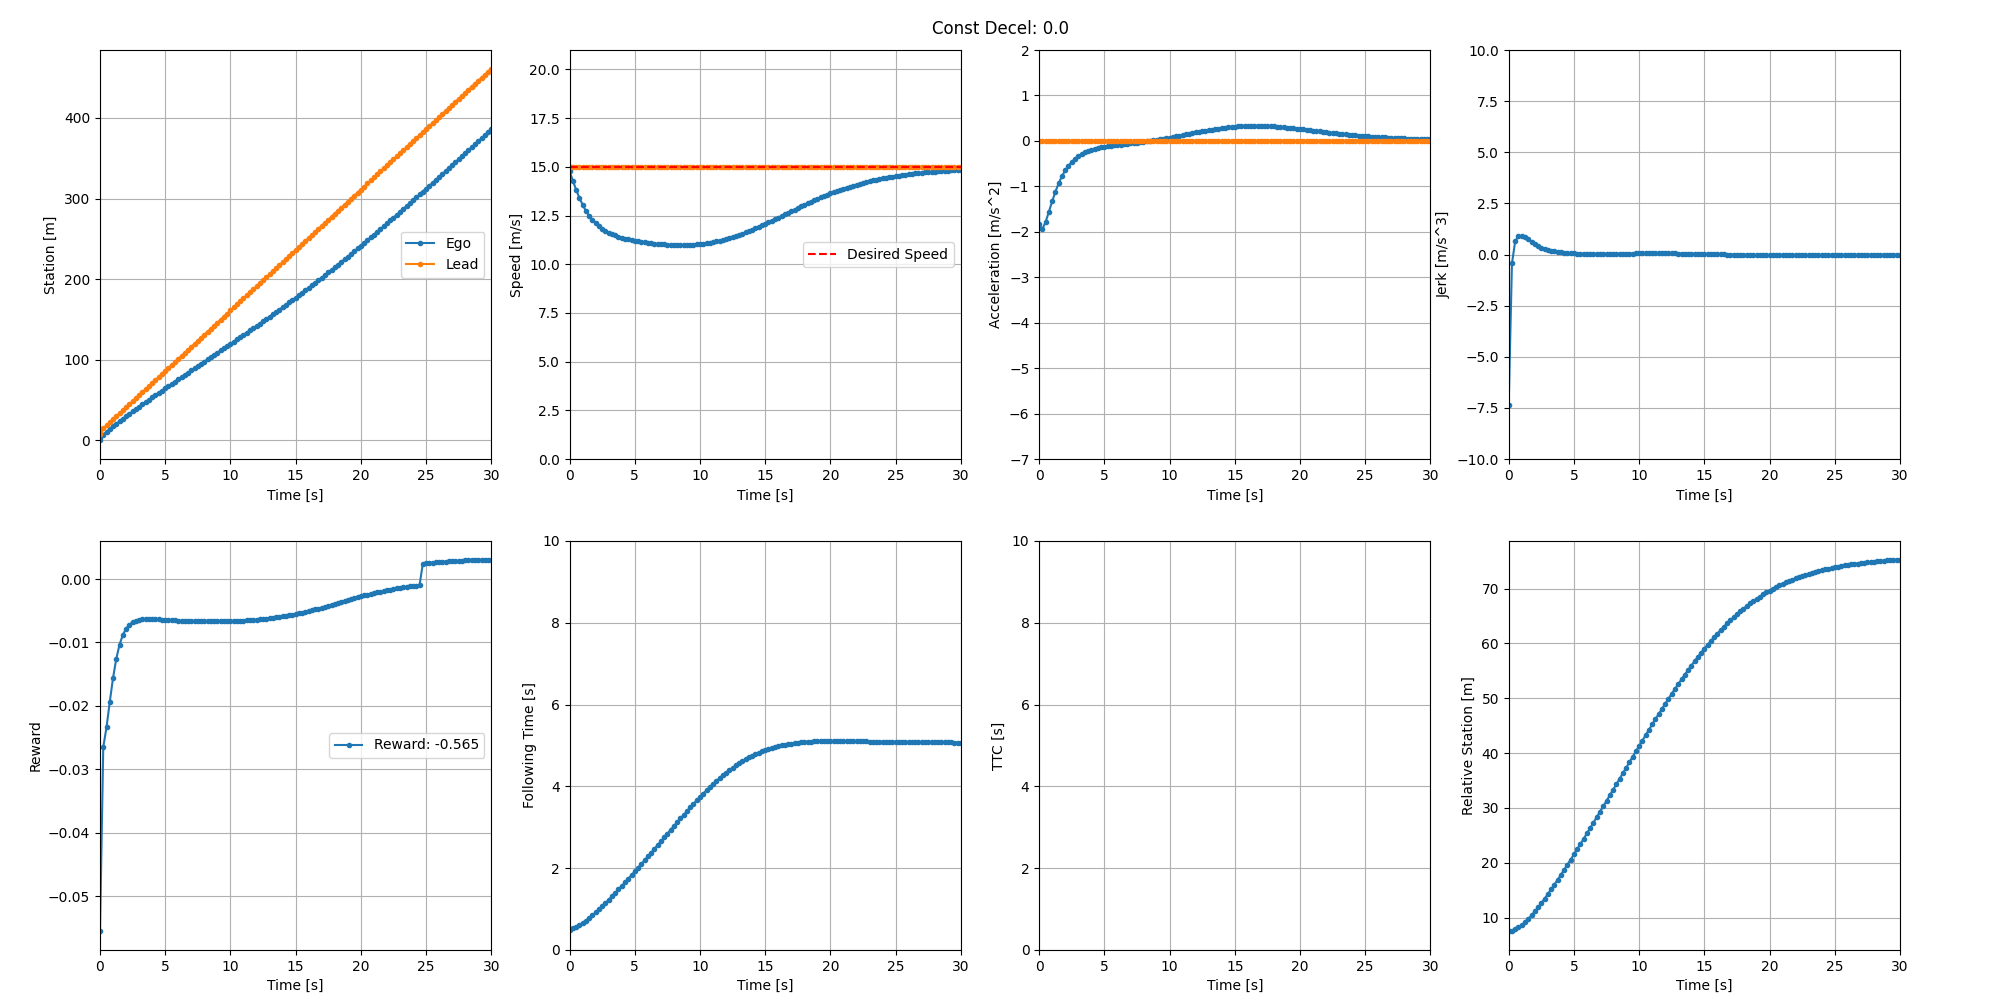 Const Decel: 0.0
Station [m]
400
300
200
100
0
0 5 10 15 20 25 30
Time [s]
Ego
Lead
Speed [m/s]
20.0
17.5
15.0
12.5
10.0
7.5
5.0
2.5
0.0
0 5 10 15 20 25 30
Time [s]
Desired Speed
Acceleration [m/s^2]
2
1
0
−1
−2
−3
−4
−5
−6
−7
0 5 10 15 20 25 30
Time [s]
Jerk [m/s^3]
10.0
7.5
5.0
2.5
0.0
−2.5
−5.0
−7.5
−10.0
0 5 10 15 20 25 30
Time [s]
Reward
0.00
−0.01
−0.02
−0.03
−0.04
−0.05
0 5 10 15 20 25 30
Time [s]
Reward: -0.565
Following Time [s]
10
8
6
4
2
0
0 5 10 15 20 25 30
Time [s]
TTC [s]
10
8
6
4
2
0
0 5 10 15 20 25 30
Time [s]
Relative Station [m]
70
60
50
40
30
20
10
0 5 10 15 20 25 30
Time [s]